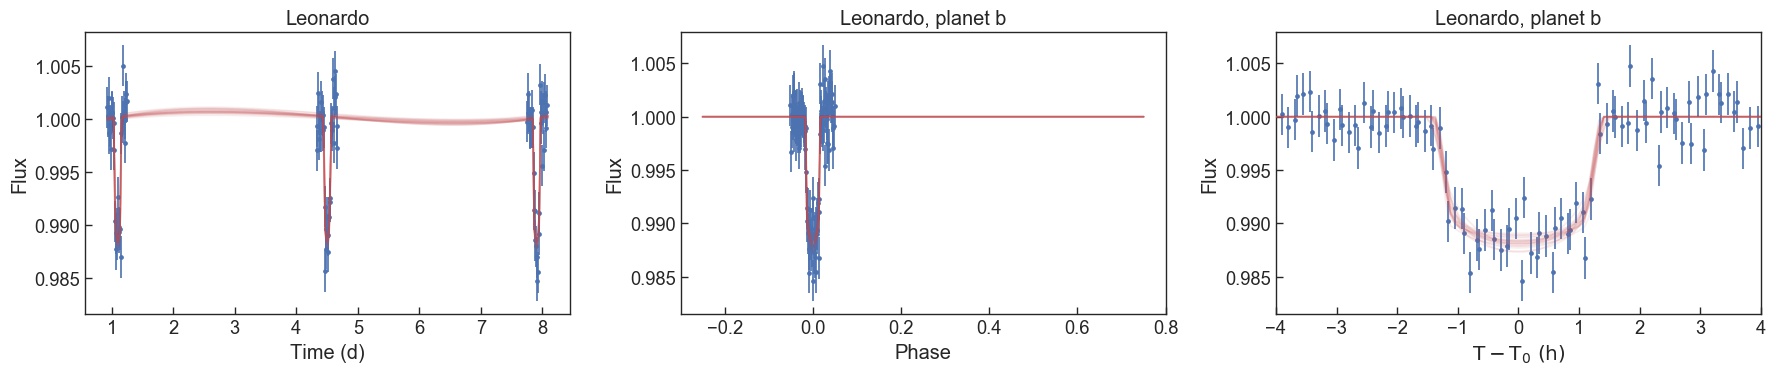 Leonardo
1.005
1.000
0.995
0.990
0.985
Flux
1 2 3 4 5 6 7 8
Time (d)
Leonardo, planet b
1.005
1.000
0.995
0.990
0.985
Flux
−0.2 0.0 0.2 0.4 0.6 0.8
Phase
Leonardo, planet b
1.005
1.000
0.995
0.990
0.985
Flux
−4 −3 −2 −1 0 1 2 3 4
T − T₀ (h)